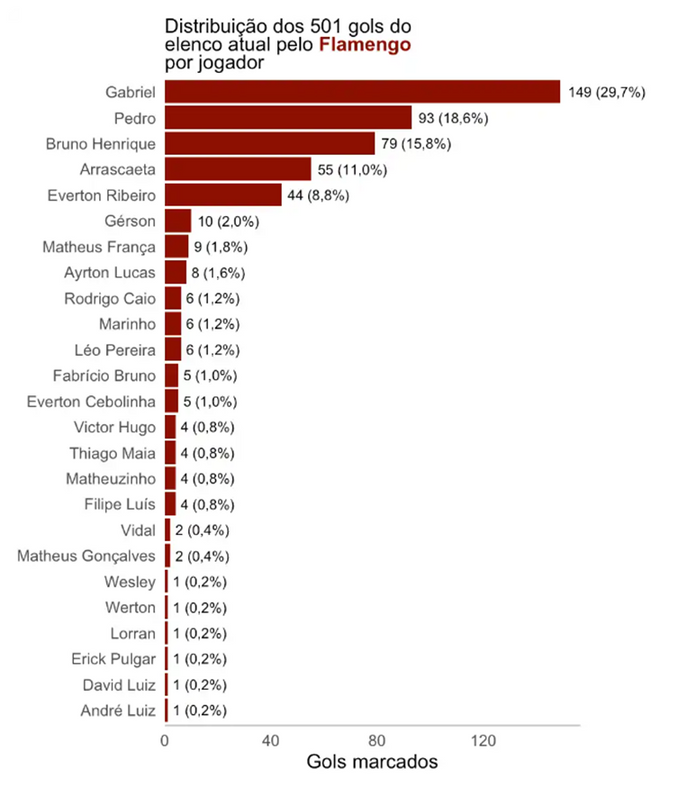 Distribuição dos 501 gols do
elenco atual pelo Flamengo
por jogador
Gabriel 149 (29,7%)
Pedro 93 (18,6%)
Bruno Henrique 79 (15,8%)
Arrascaeta 55 (11,0%)
Everton Ribeiro 44 (8,8%)
Gérson 10 (2,0%)
Matheus França 9 (1,8%)
Ayrton Lucas 8 (1,6%)
Rodrigo Caio 6 (1,2%)
Marinho 6 (1,2%)
Léo Pereira 6 (1,2%)
Fabrício Bruno 5 (1,0%)
Everton Cebolinha 5 (1,0%)
Victor Hugo 4 (0,8%)
Thiago Maia 4 (0,8%)
Matheuzinho 4 (0,8%)
Filipe Luís 4 (0,8%)
Vidal 2 (0,4%)
Matheus Gonçalves 2 (0,4%)
Wesley 1 (0,2%)
Werton 1 (0,2%)
Lorran 1 (0,2%)
Erick Pulgar 1 (0,2%)
David Luiz 1 (0,2%)
André Luiz 1 (0,2%)
0 40 80 120
Gols marcados